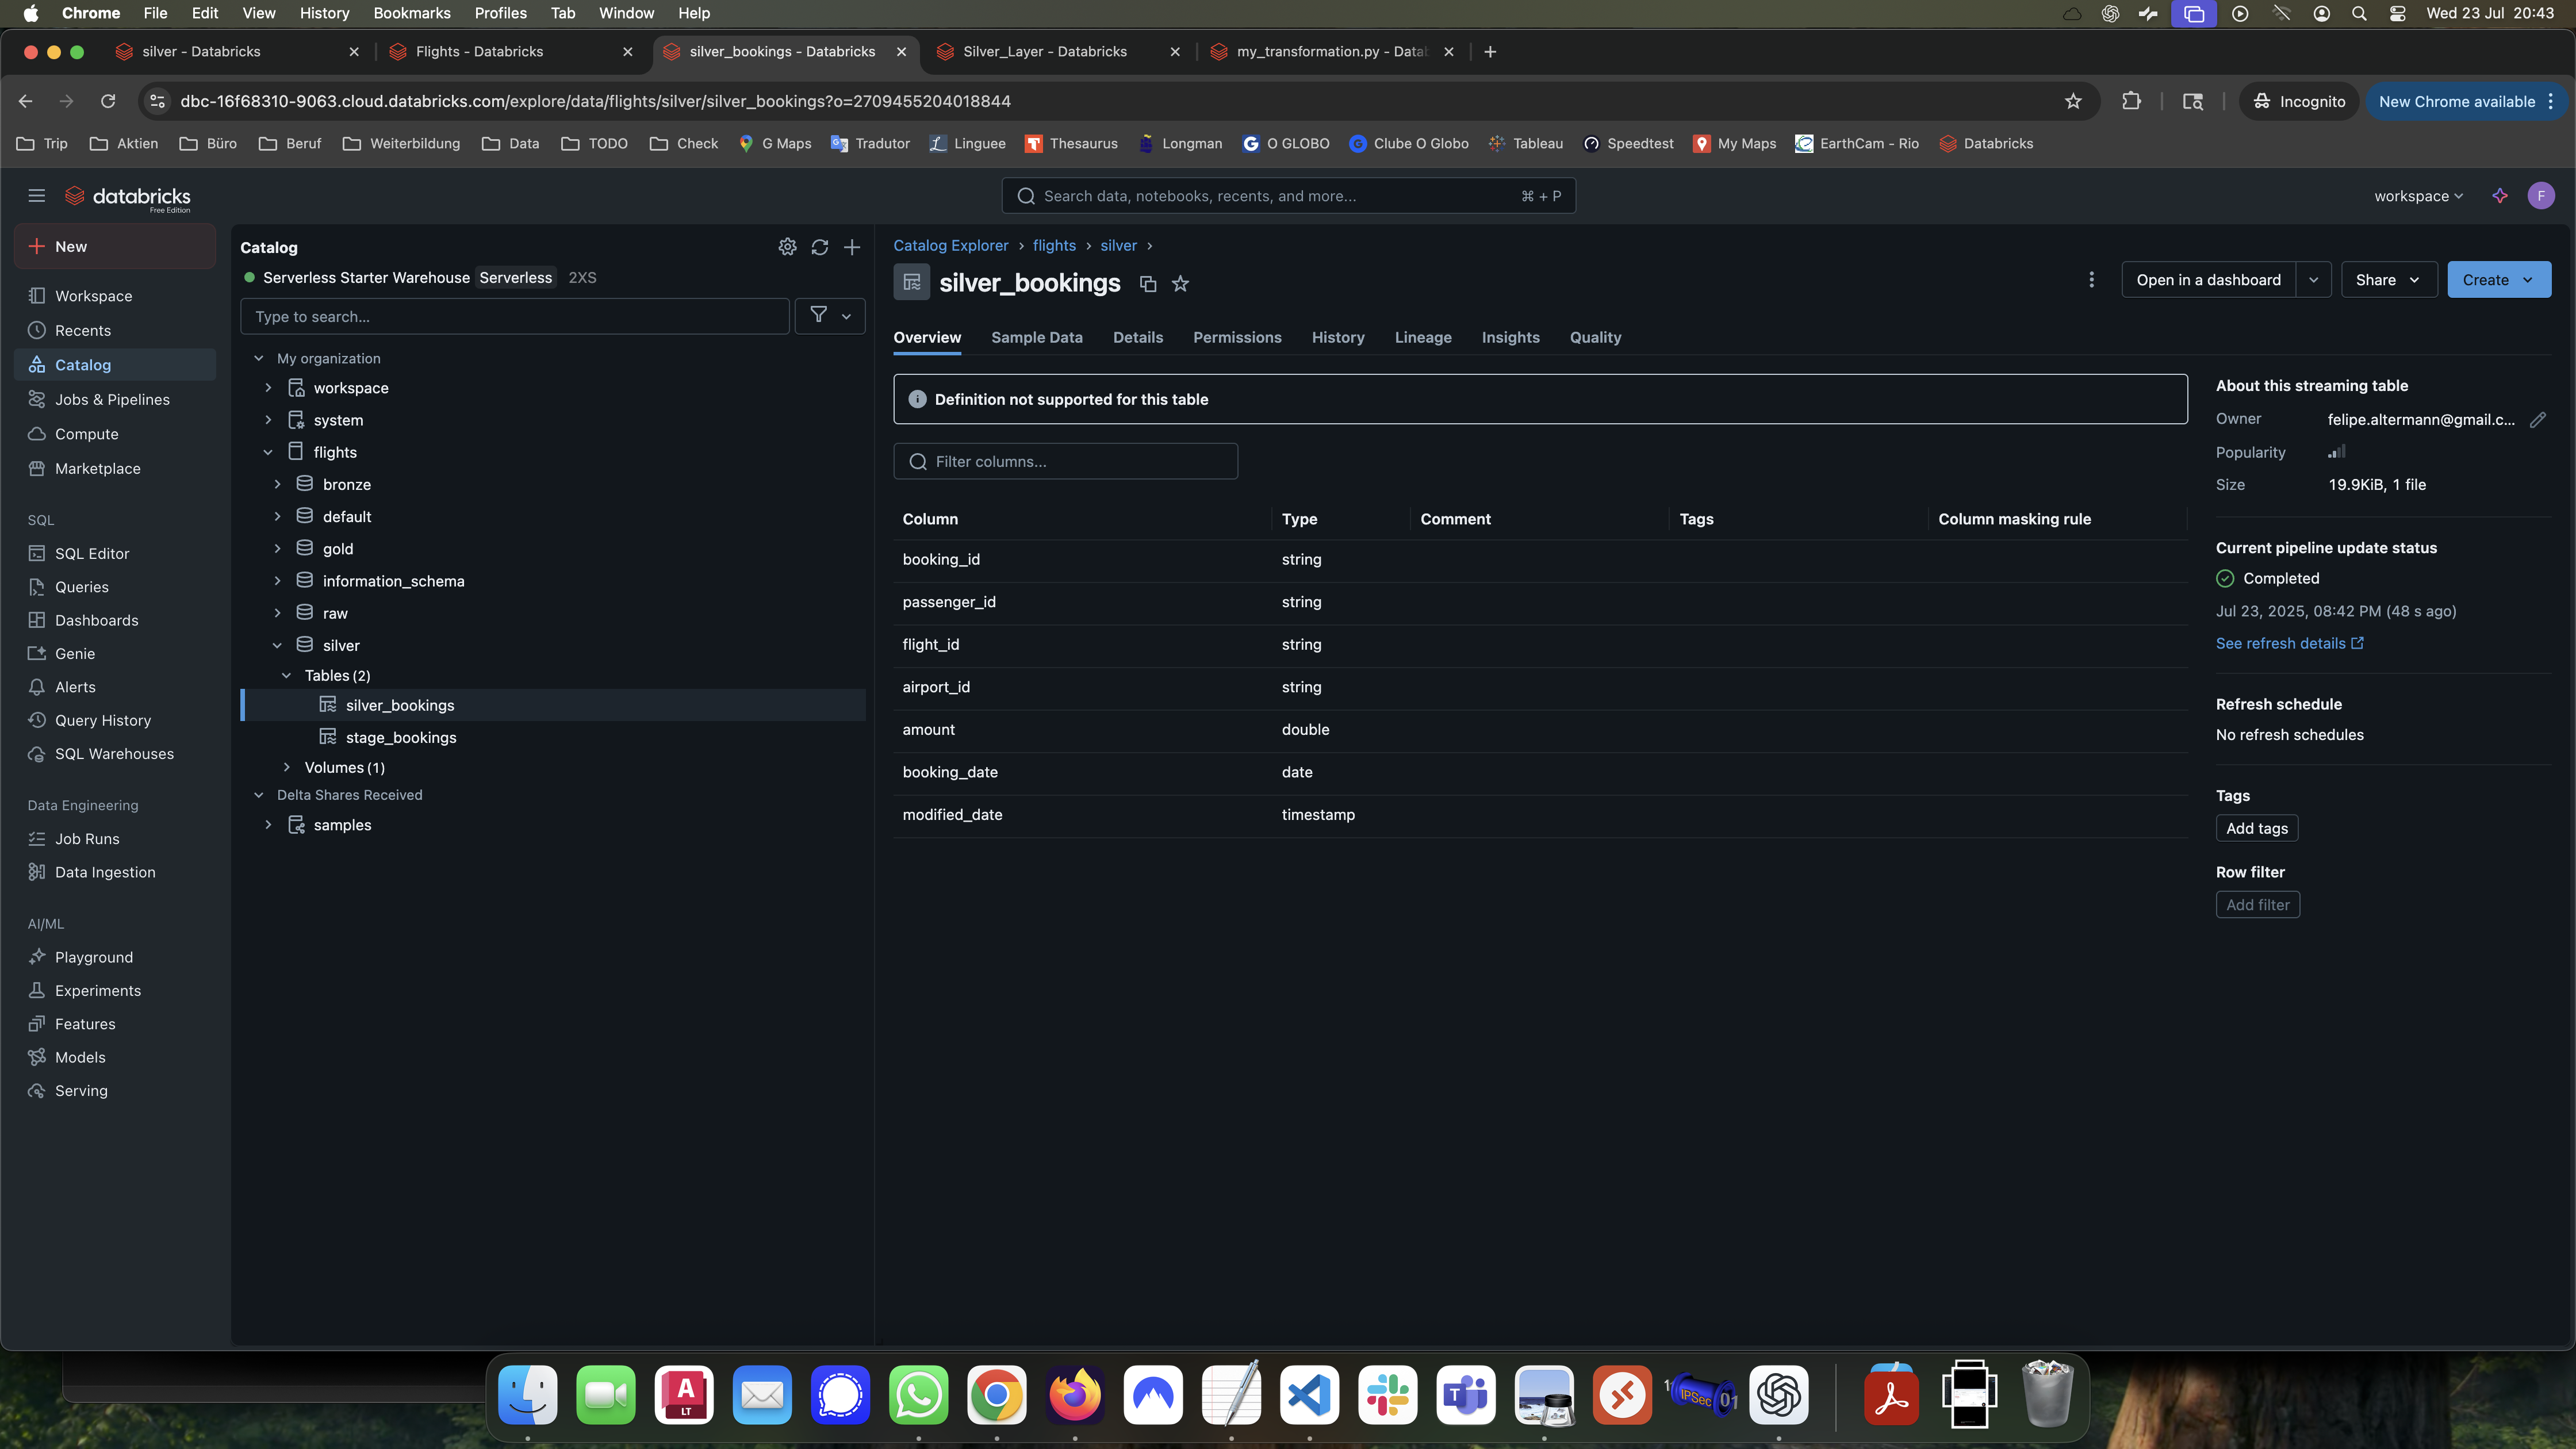 Chrome File Edit View History Bookmarks Profiles Tab Window Help Wed 23 Jul 20:43
silver - Databricks Flights - Databricks silver_bookings - Databricks Silver_Layer - Databricks my_transformation.py - Data
dbc-16f68310-9063.cloud.databricks.com/explore/data/flights/silver/silver_bookings?o=2709455204018844 Incognito New Chrome available
Trip Aktien Büro Beruf Weiterbildung Data TODO Check G Maps Tradutor Linguee Thesaurus Longman O GLOBO Clube O Globo Tableau Speedtest My Maps EarthCam - Rio Databricks
databricks
Free Edition
Search data, notebooks, recents, and more... ⌘ + P
workspace
F
New
Workspace
Recents
Catalog
Jobs & Pipelines
Compute
Marketplace
SQL
SQL Editor
Queries
Dashboards
Genie
Alerts
Query History
SQL Warehouses
Data Engineering
Job Runs
Data Ingestion
AI/ML
Playground
Experiments
Features
Models
Serving
Catalog
Serverless Starter Warehouse Serverless 2XS
Type to search...
My organization
workspace
system
flights
bronze
default
gold
information_schema
raw
silver
Tables (2)
silver_bookings
stage_bookings
Volumes (1)
Delta Shares Received
samples
Catalog Explorer > flights > silver >
silver_bookings
Open in a dashboard Share Create
Overview Sample Data Details Permissions History Lineage Insights Quality
Definition not supported for this table
Filter columns...
Column Type Comment Tags Column masking rule
booking_id string
passenger_id string
flight_id string
airport_id string
amount double
booking_date date
modified_date timestamp
About this streaming table
Owner felipe.altermann@gmail.c...
Popularity
Size 19.9KiB, 1 file
Current pipeline update status
Completed
Jul 23, 2025, 08:42 PM (48 s ago)
See refresh details
Refresh schedule
No refresh schedules
Tags
Add tags
Row filter
Add filter
A
LT
T
IPSec 01